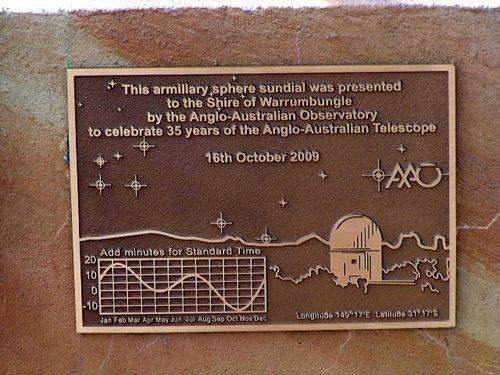 This armillary sphere sundial was presented
to the Shire of Warrumbungle
by the Anglo-Australian Observatory
to celebrate 35 years of the Anglo-Australian Telescope
16th October 2009
AAO
Add minutes for Standard Time
20
10
0
-10
Jan Feb Mar Apr May Jun Jul Aug Sep Oct Nov Dec
Longitude 149°17'E Latitude 31°17'S